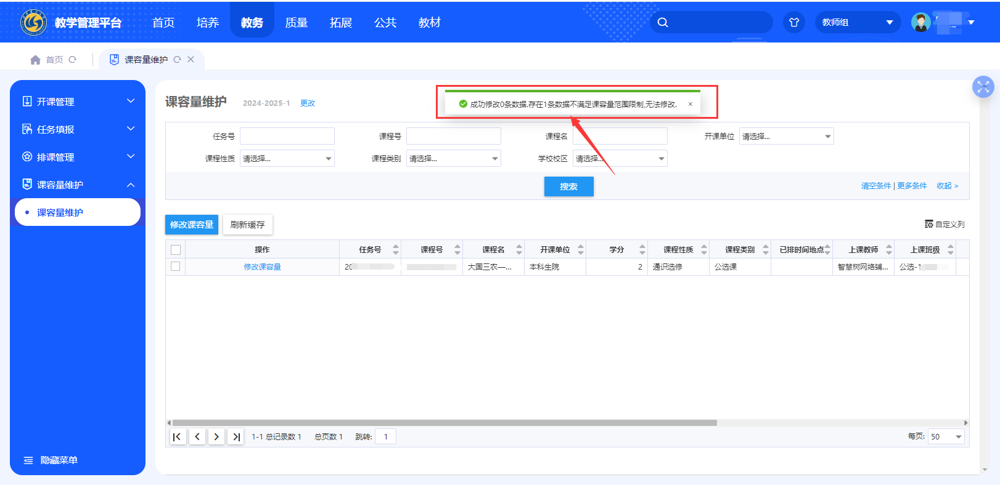 教学管理平台 首页 培养 教务 质量 拓展 公共 教材 教师组
首页 课容量维护
开课管理
任务填报
排课管理
课容量维护
课容量维护
隐藏菜单
课容量维护 2024-2025-1 更改
成功修改0条数据.存在1条数据不满足课容量范围限制,无法修改. ×
任务号 课程号 课程名 开课单位 请选择...
课程性质 请选择... 课程类别 请选择... 学校校区 请选择...
搜索 清空条件 | 更多条件 收起 >
修改课容量 刷新缓存 自定义列
操作 任务号 课程号 课程名 开课单位 学分 课程性质 课程类别 已排时间地点 上课教师 上课班级
修改课容量 20 大国三农—... 本科生院 2 通识选修 公选课 智慧树网络辅... 公选-1
1-1 总记录数 1 总页数 1 跳转: 1 每页: 50